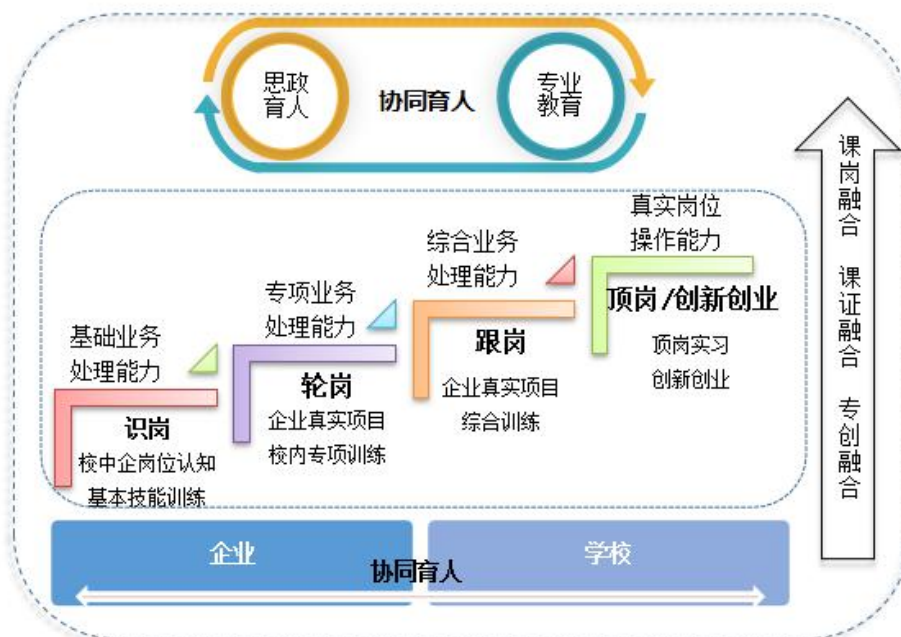 思政
育人
协同育人
专业
教育
真实岗位
操作能力
顶岗/创新创业
顶岗实习
创新创业
综合业务
处理能力
跟岗
企业真实项目
综合训练
专项业务
处理能力
轮岗
企业真实项目
校内专项训练
基础业务
处理能力
识岗
校中企岗位认知
基本技能训练
课岗融合 课证融合 专创融合
企业
学校
协同育人